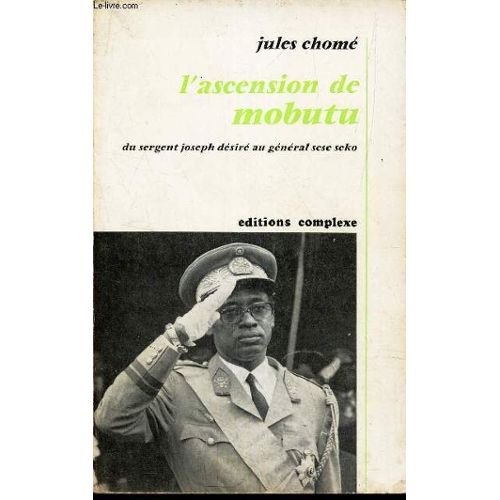 Le-livre.com
jules chomé
l'ascension de
mobutu
du sergent joseph désiré au général sese seko
editions complexe